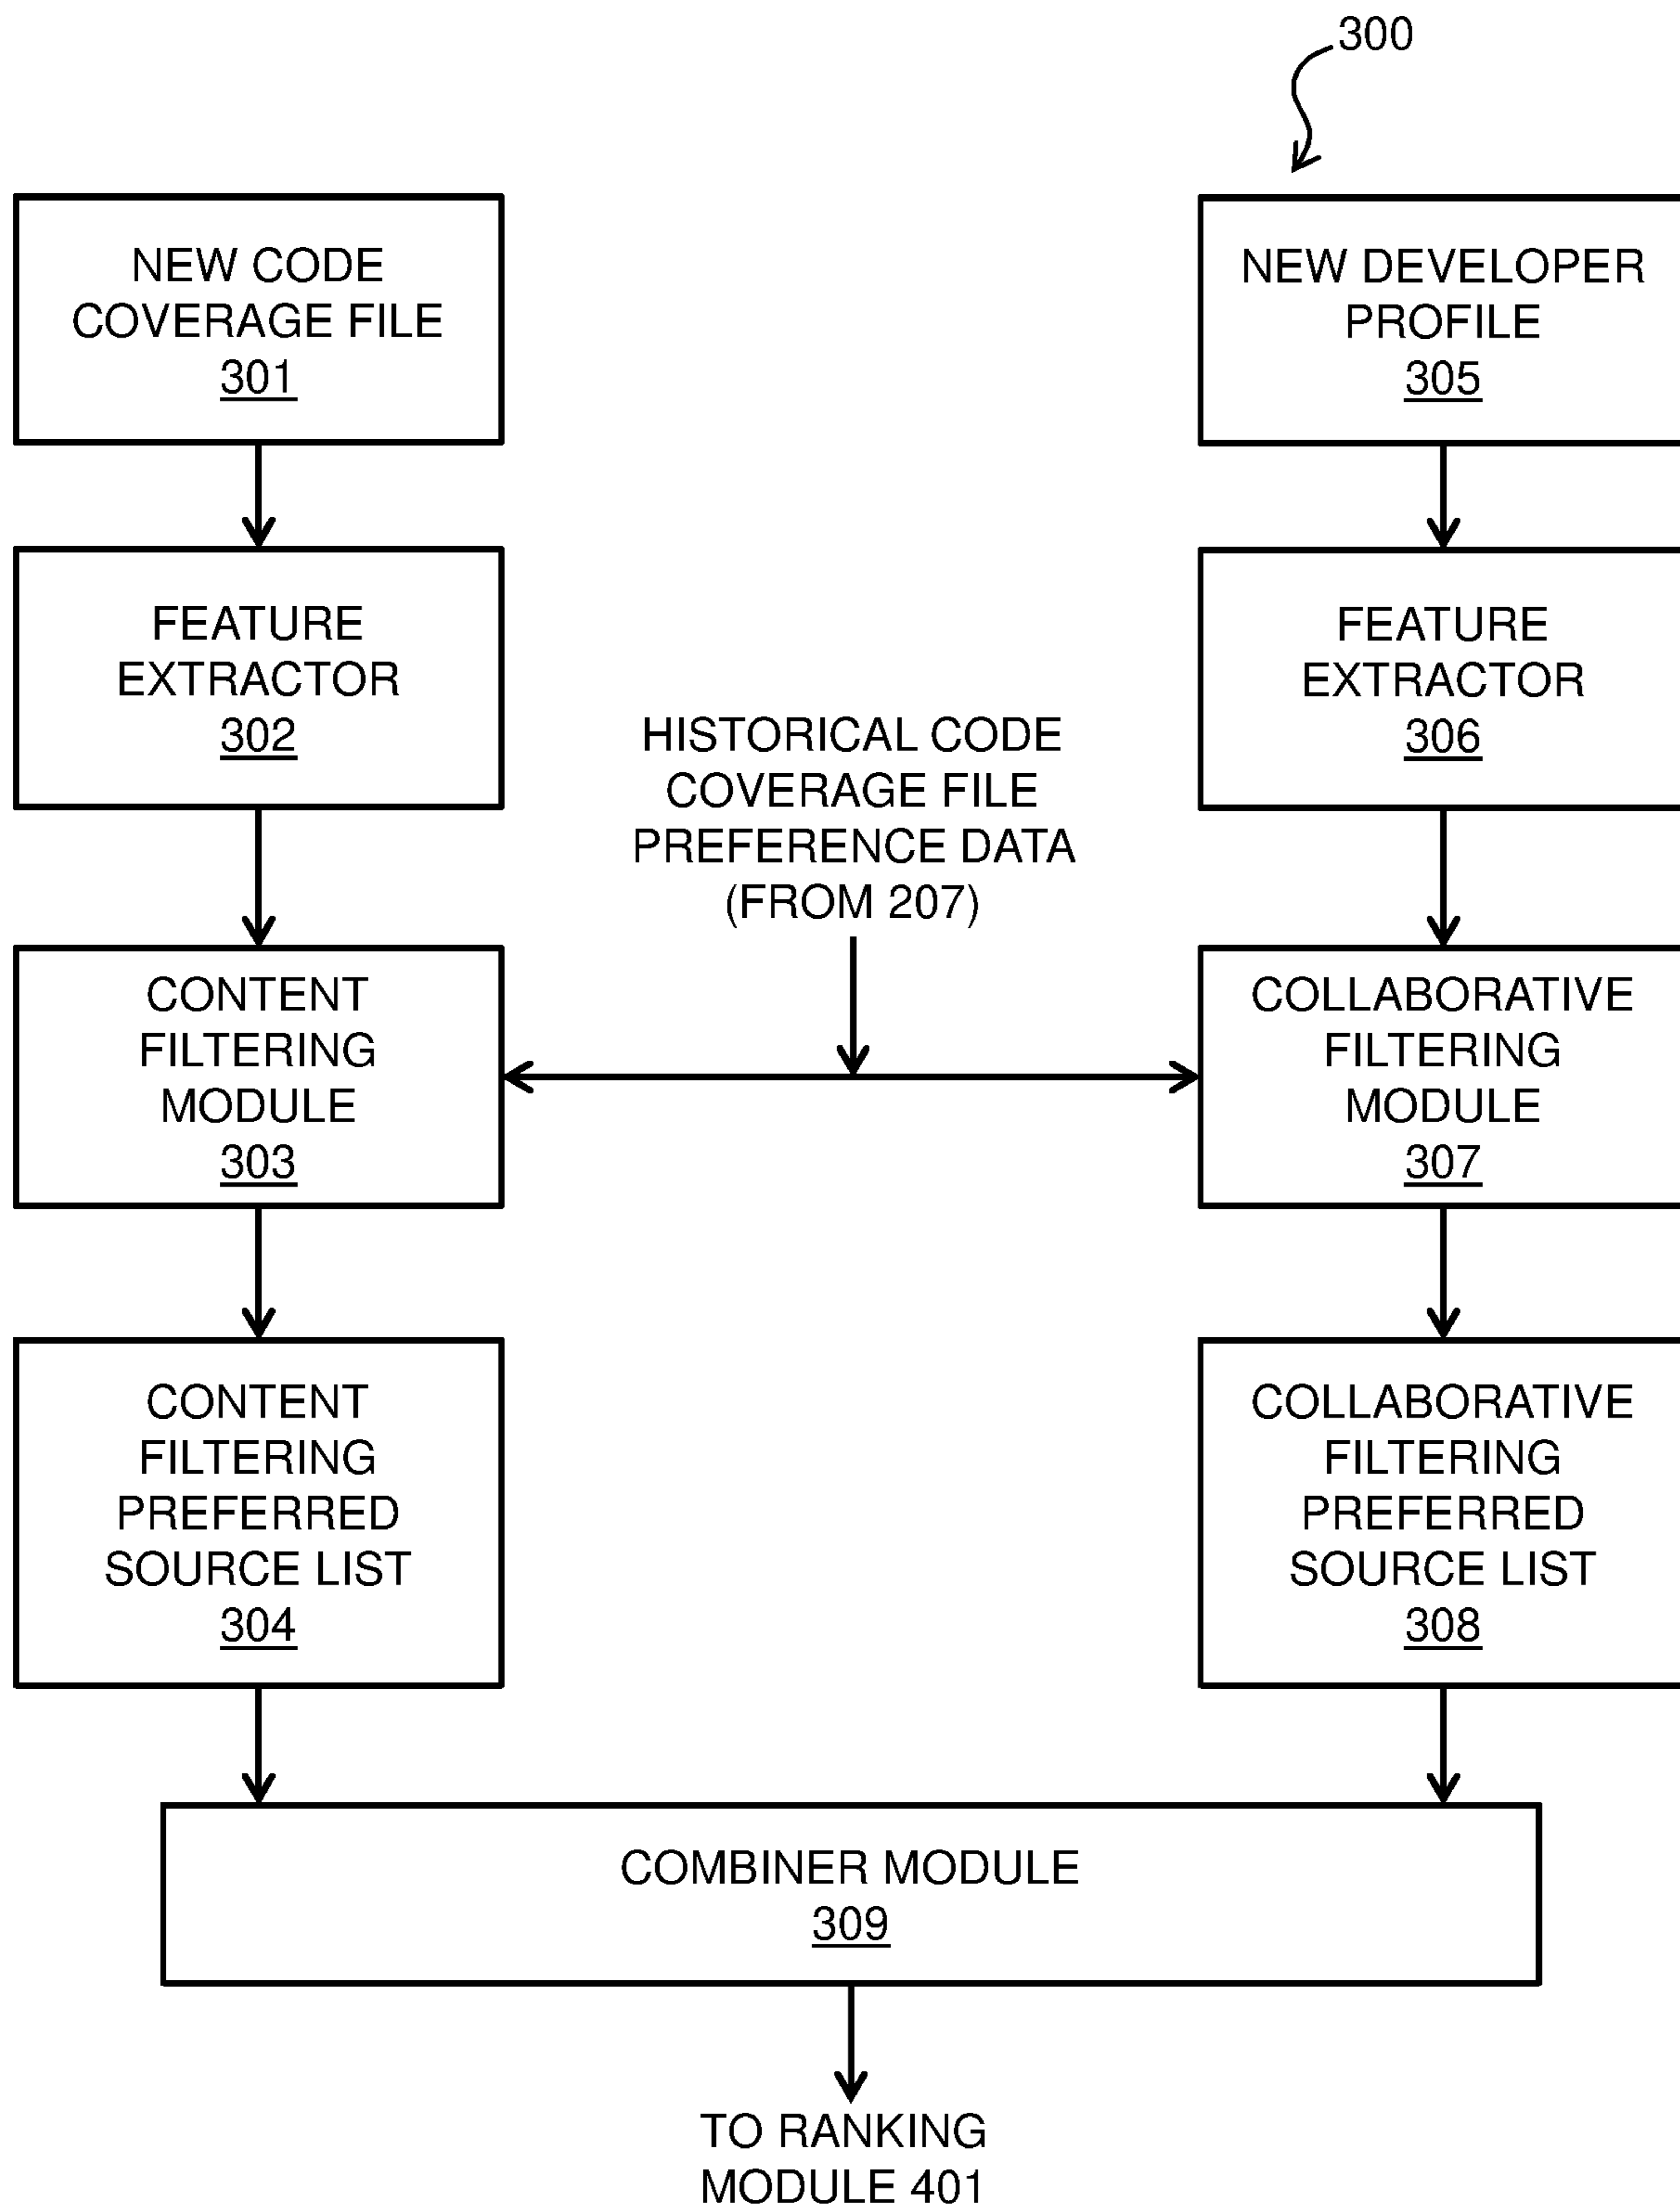 300
NEW CODE
COVERAGE FILE
301
NEW DEVELOPER
PROFILE
305
FEATURE
EXTRACTOR
302
FEATURE
EXTRACTOR
306
HISTORICAL CODE
COVERAGE FILE
PREFERENCE DATA
(FROM 207)
CONTENT
FILTERING
MODULE
303
COLLABORATIVE
FILTERING
MODULE
307
CONTENT
FILTERING
PREFERRED
SOURCE LIST
304
COLLABORATIVE
FILTERING
PREFERRED
SOURCE LIST
308
COMBINER MODULE
309
TO RANKING
MODULE 401